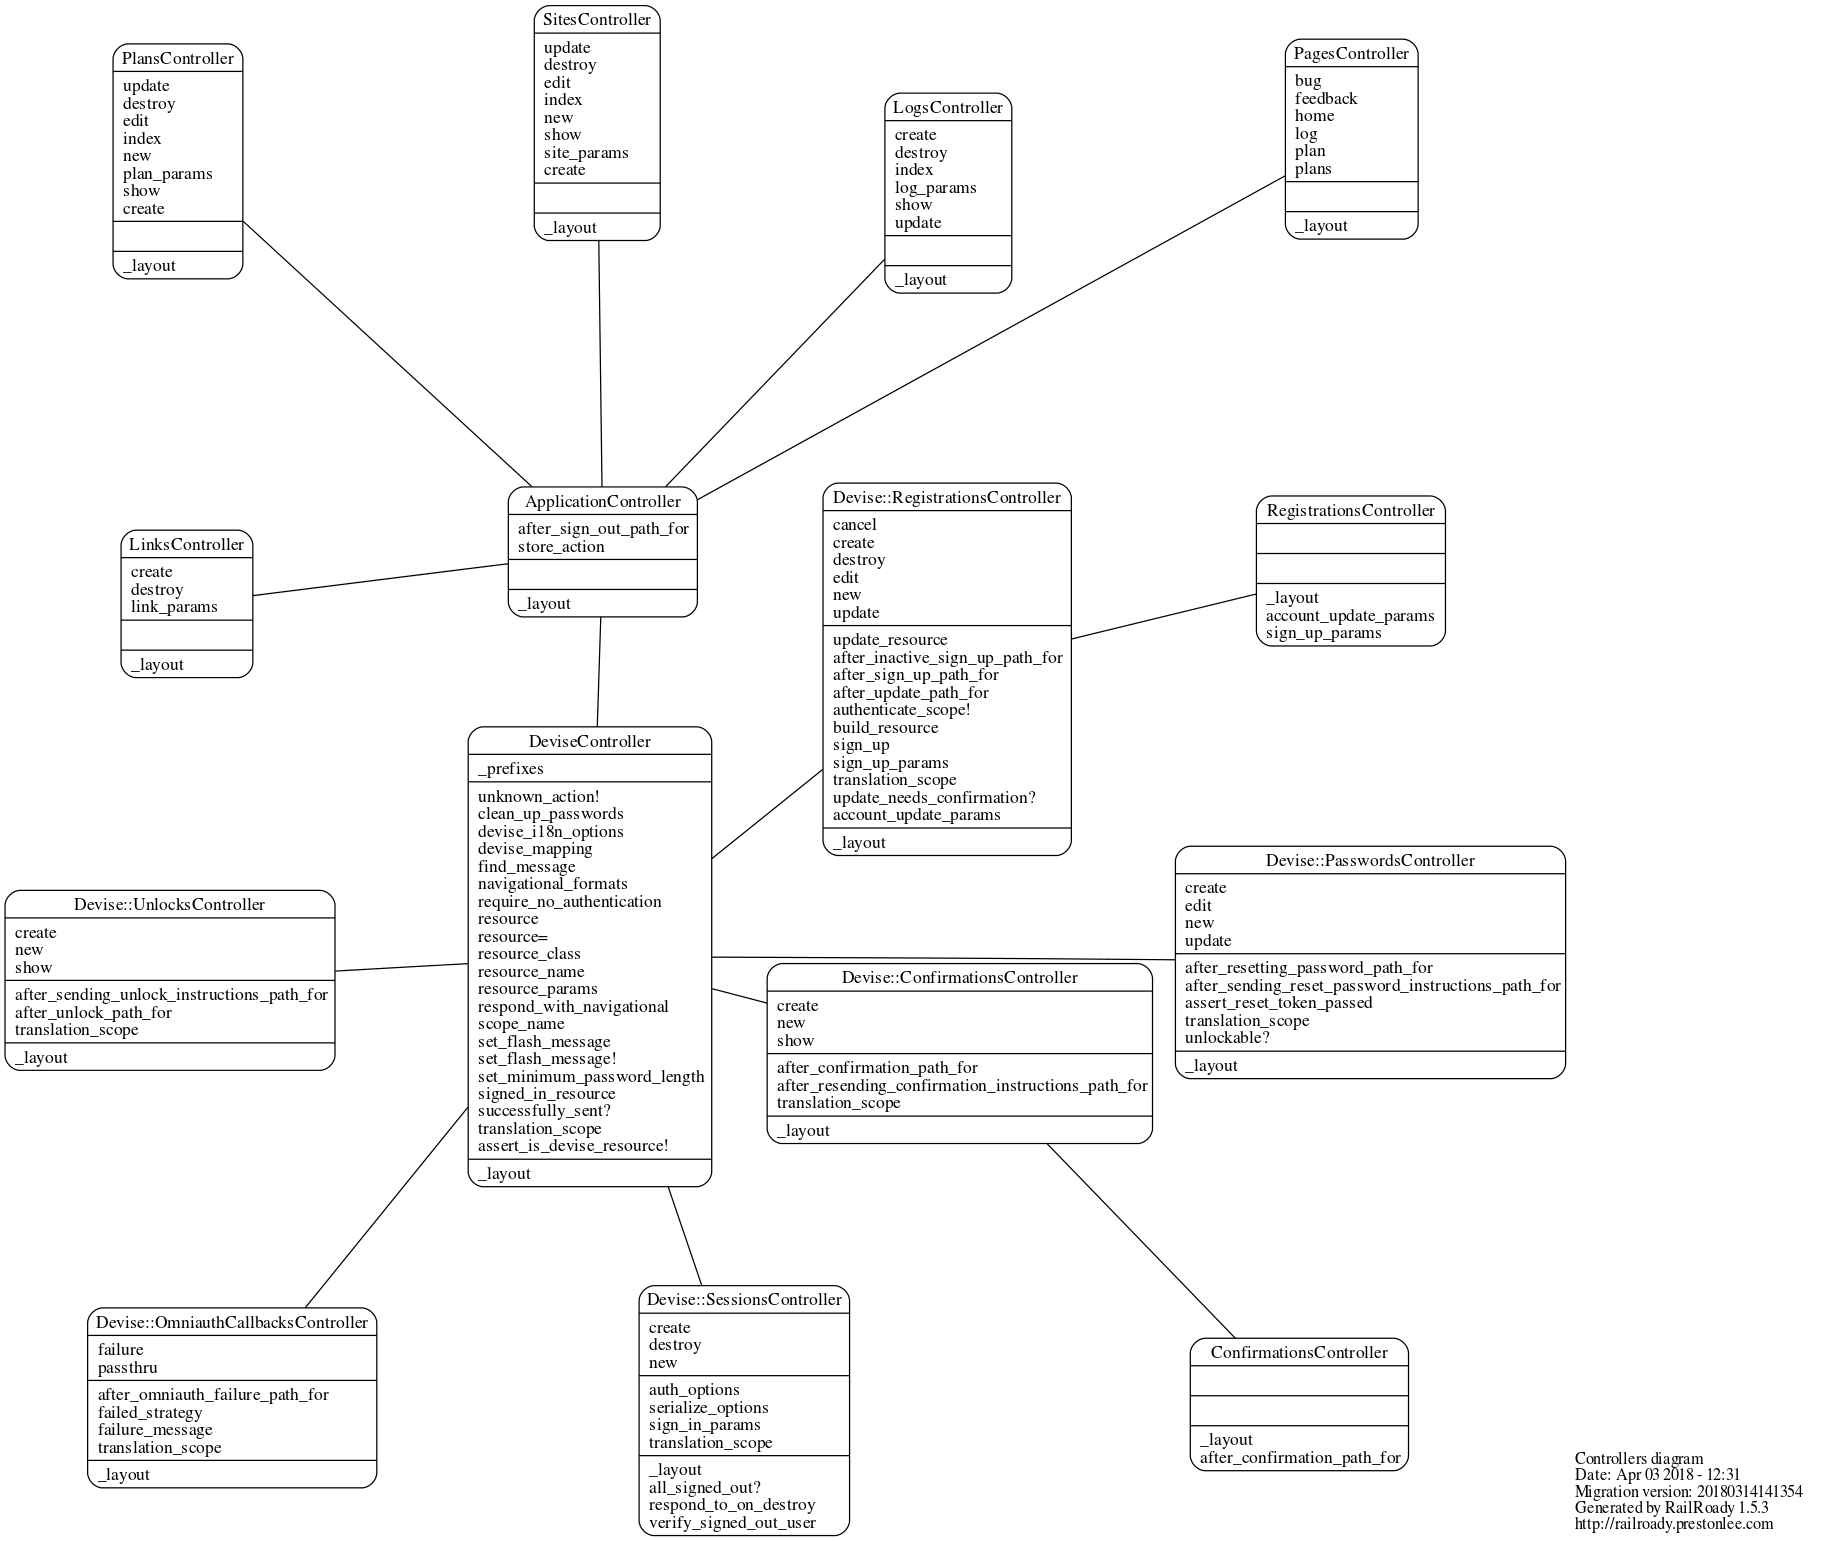 SitesController
update
destroy
edit
index
new
show
site_params
create
_layout
PlansController
update
destroy
edit
index
new
plan_params
show
create
_layout
PagesController
bug
feedback
home
log
plan
plans
_layout
LogsController
create
destroy
index
log_params
show
update
_layout
ApplicationController
after_sign_out_path_for
store_action
_layout
Devise::RegistrationsController
cancel
create
destroy
edit
new
update
update_resource
after_inactive_sign_up_path_for
after_sign_up_path_for
after_update_path_for
authenticate_scope!
build_resource
sign_up
sign_up_params
translation_scope
update_needs_confirmation?
account_update_params
_layout
RegistrationsController
_layout
account_update_params
sign_up_params
LinksController
create
destroy
link_params
_layout
DeviseController
_prefixes
unknown_action!
clean_up_passwords
devise_i18n_options
devise_mapping
find_message
navigational_formats
require_no_authentication
resource
resource=
resource_class
resource_name
resource_params
respond_with_navigational
scope_name
set_flash_message
set_flash_message!
set_minimum_password_length
signed_in_resource
successfully_sent?
translation_scope
assert_is_devise_resource!
_layout
Devise::PasswordsController
create
edit
new
update
after_resetting_password_path_for
after_sending_reset_password_instructions_path_for
assert_reset_token_passed
translation_scope
unlockable?
_layout
Devise::UnlocksController
create
new
show
after_sending_unlock_instructions_path_for
after_unlock_path_for
translation_scope
_layout
Devise::ConfirmationsController
create
new
show
after_confirmation_path_for
after_resending_confirmation_instructions_path_for
translation_scope
_layout
Devise::OmniauthCallbacksController
failure
passthru
after_omniauth_failure_path_for
failed_strategy
failure_message
translation_scope
_layout
Devise::SessionsController
create
destroy
new
auth_options
serialize_options
sign_in_params
translation_scope
_layout
all_signed_out?
respond_to_on_destroy
verify_signed_out_user
ConfirmationsController
_layout
after_confirmation_path_for
Controllers diagram
Date: Apr 03 2018 - 12:31
Migration version: 20180314141354
Generated by RailRoady 1.5.3
http://railroady.prestonlee.com